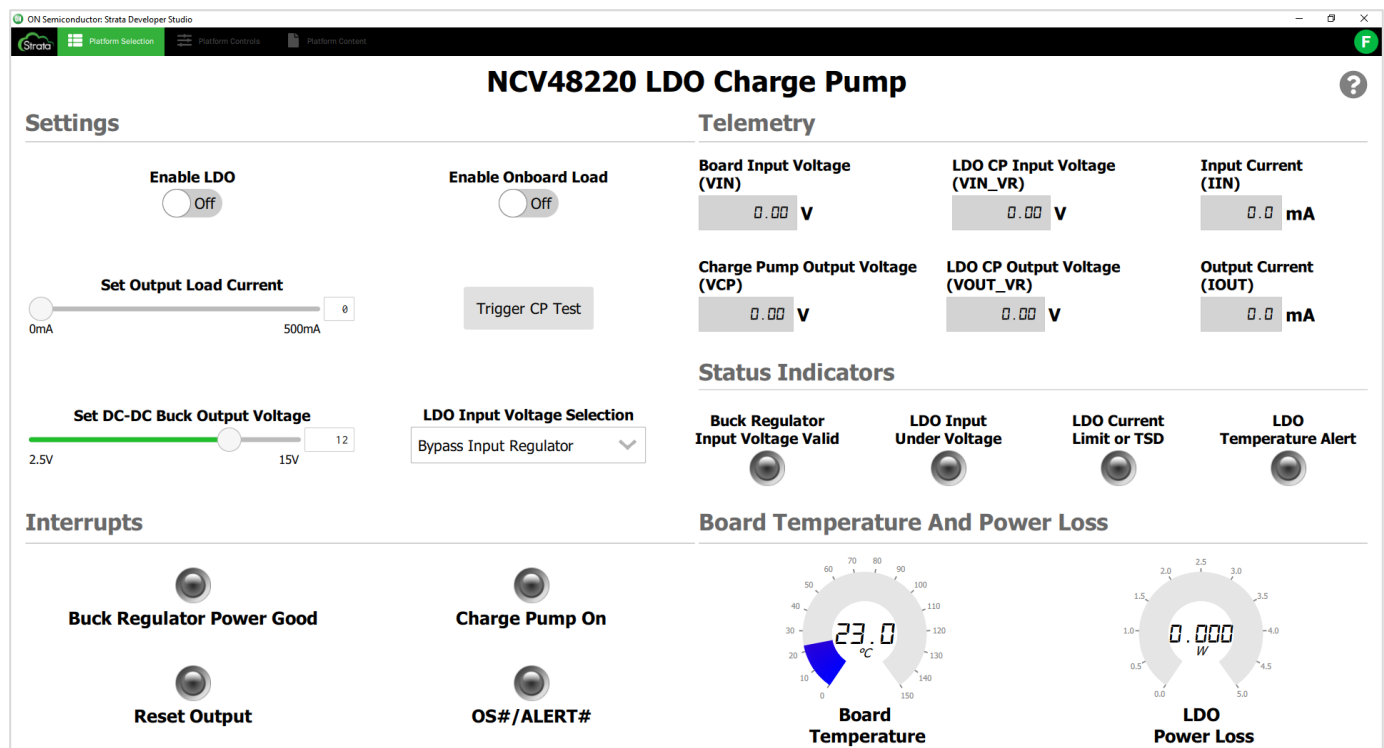 ON Semiconductor: Strata Developer Studio
Strata
Platform Selection
Platform Controls
Platform Content
F
NCV48220 LDO Charge Pump
?
Settings
Enable LDO
Off
Enable Onboard Load
Off
Set Output Load Current
0
0mA
500mA
Trigger CP Test
Set DC-DC Buck Output Voltage
12
2.5V
15V
LDO Input Voltage Selection
Bypass Input Regulator
Telemetry
Board Input Voltage
(VIN)
0.00 V
LDO CP Input Voltage
(VIN_VR)
0.00 V
Input Current
(IIN)
0.0 mA
Charge Pump Output Voltage
(VCP)
0.00 V
LDO CP Output Voltage
(VOUT_VR)
0.00 V
Output Current
(IOUT)
0.0 mA
Status Indicators
Buck Regulator
Input Voltage Valid
LDO Input
Under Voltage
LDO Current
Limit or TSD
LDO
Temperature Alert
Interrupts
Buck Regulator Power Good
Charge Pump On
Reset Output
OS#/ALERT#
Board Temperature And Power Loss
0
10
20
30
40
50
60
70
80
90
100
110
120
130
140
150
23.0
°C
Board
Temperature
0.0
0.5
1.0
1.5
2.0
2.5
3.0
3.5
4.0
4.5
5.0
0.000
W
LDO
Power Loss